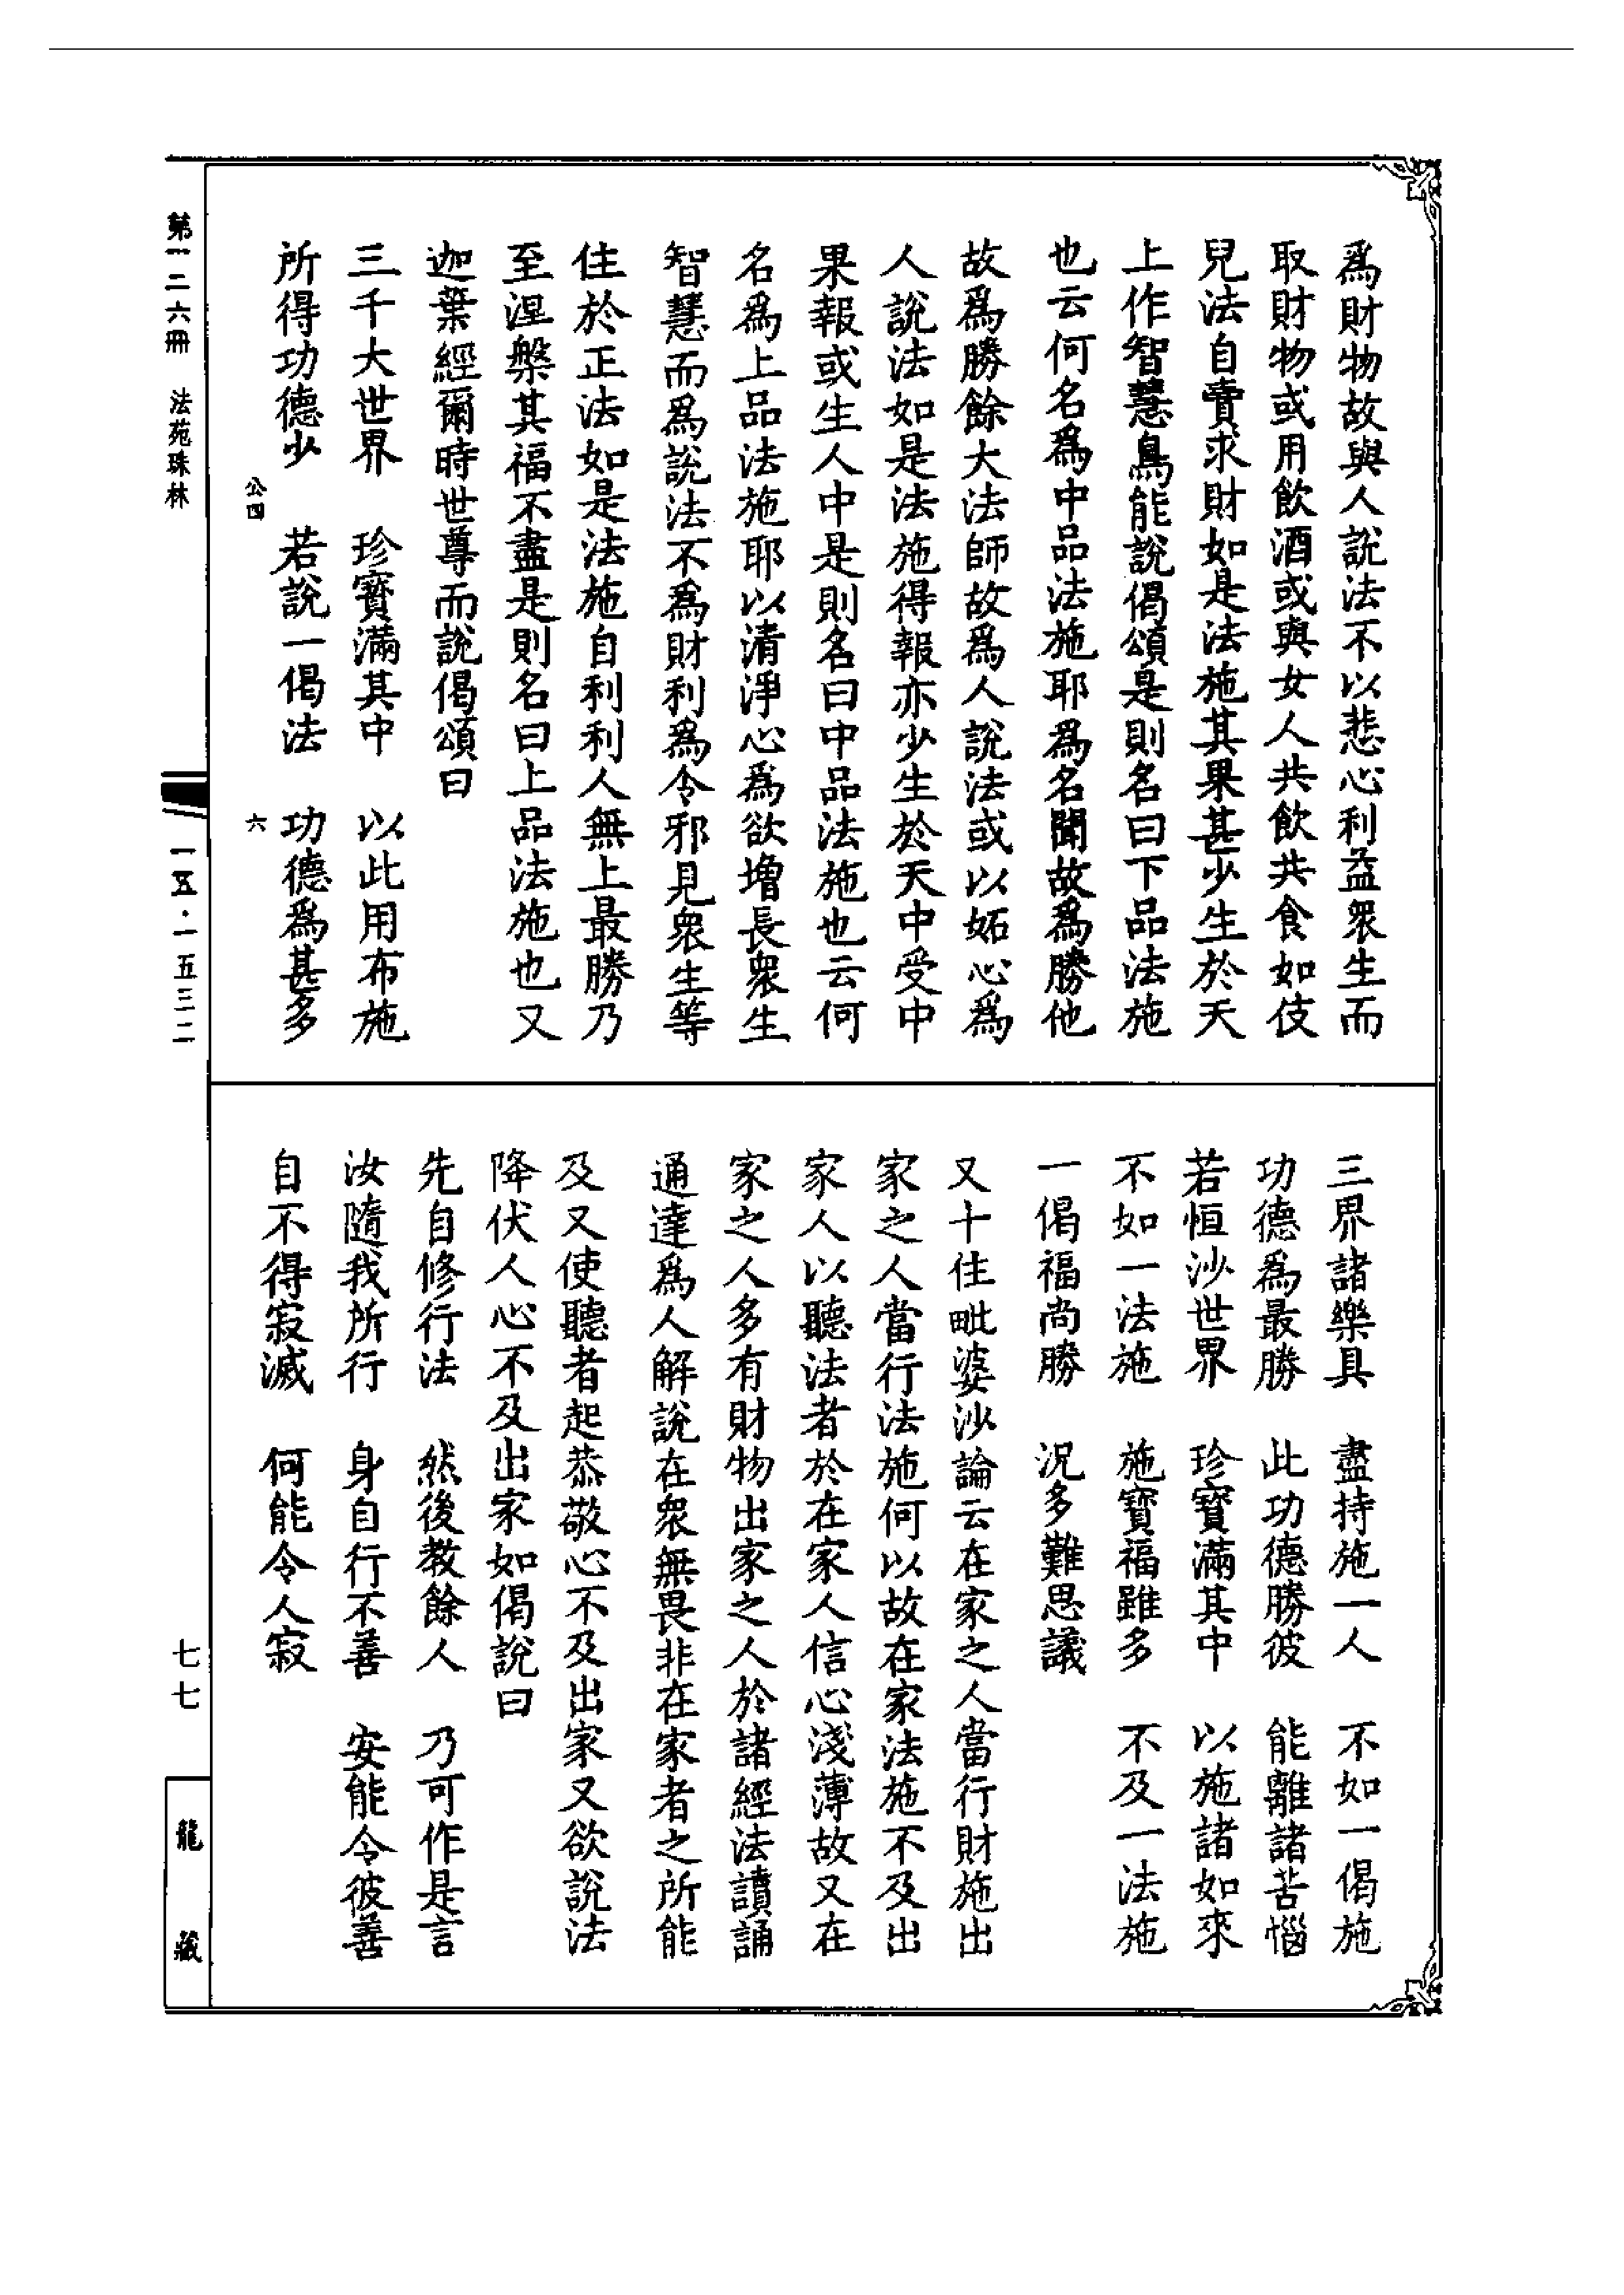 爲財物故與人說法不以悲心利益衆生而
取財物或用飲酒或與女人共飲共食如伎
兒法自賣求財如是法施其果甚少生於天
上作智慧鳥能說偈頌是則名曰下品法施
也云何名爲中品法施耶爲名聞故爲勝他
故爲勝餘大法師故爲人說法或以妬心爲
人說法如是法施得報亦少生於天中受中
果報或生人中是則名曰中品法施也云何
名爲上品法施耶以清淨心爲欲增長衆生
智慧而爲說法不爲財利爲令邪見衆生等
住於正法如是法施自利利人無上最勝乃
至涅槃其福不盡是則名曰上品法施也又
迦葉經爾時世尊而說偈頌曰
三千大世界　珍寶滿其中　以此用布施
所得功德少　若說一偈法　功德爲甚多
公四　六
三界諸樂具　盡持施一人　不如一偈施
功德爲最勝　此功德勝彼　能離諸苦惱
若恒沙世界　珍寶滿其中　以施諸如來
不如一法施　施寶福雖多　不及一法施
一偈福尚勝　況多難思議
又十住毗婆沙論云在家之人當行財施出
家之人當行法施何以故在家法施不及出
家人以聽法者於在家人信心淺薄故又在
家之人多有財物出家之人於諸經法讀誦
通達爲人解說在衆無畏非在家者之所能
及又使聽者起恭敬心不及出家又欲說法
降伏人心不及出家如偈說曰
先自修行法　然後教餘人　乃可作是言
汝隨我所行　身自行不善　安能令彼善
自不得寂滅　何能令人寂
第一二六冊　法苑珠林
一五·一五三二
七七
龍藏